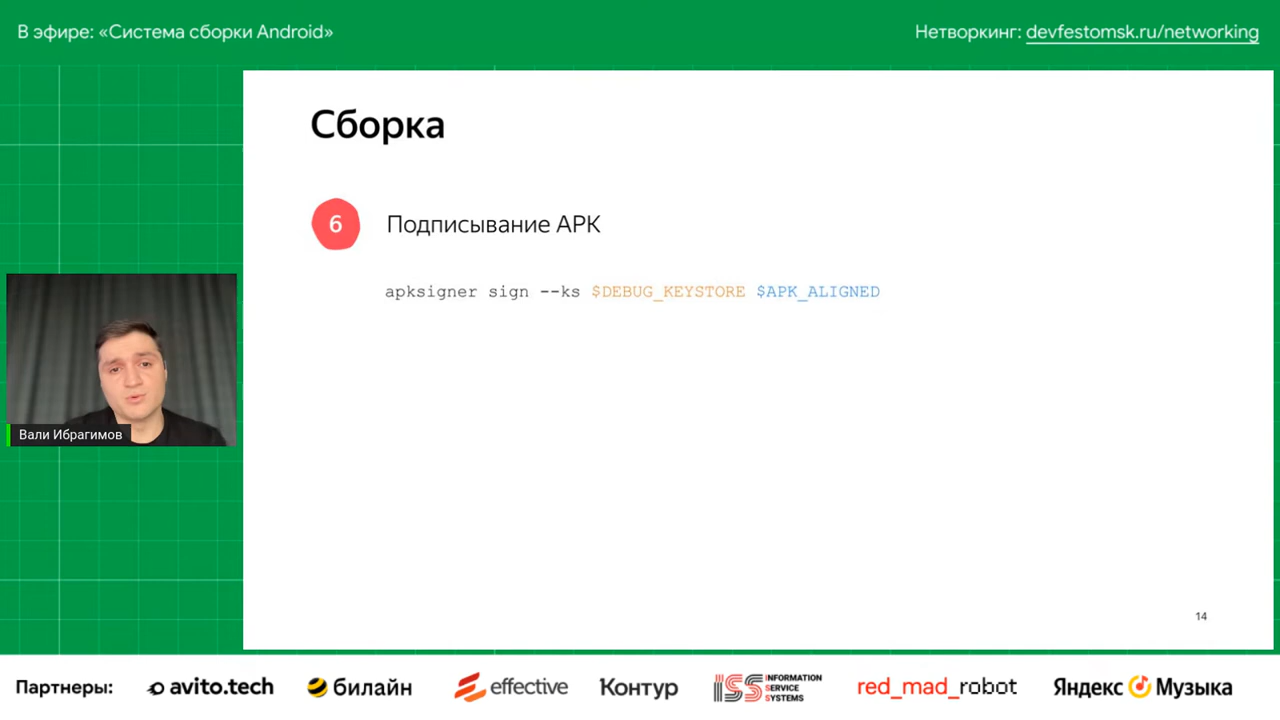 В эфире: «Система сборки Android»
Нетворкинг: devfestomsk.ru/networking
Сборка
6
Подписывание APK
apksigner sign --ks $DEBUG_KEYSTORE $APK_ALIGNED
Вали Ибрагимов
14
Партнеры:
avito.tech
билайн
effective
Контур
ISS INFORMATION
SERVICE
SYSTEMS
red_mad_robot
Яндекс Музыка